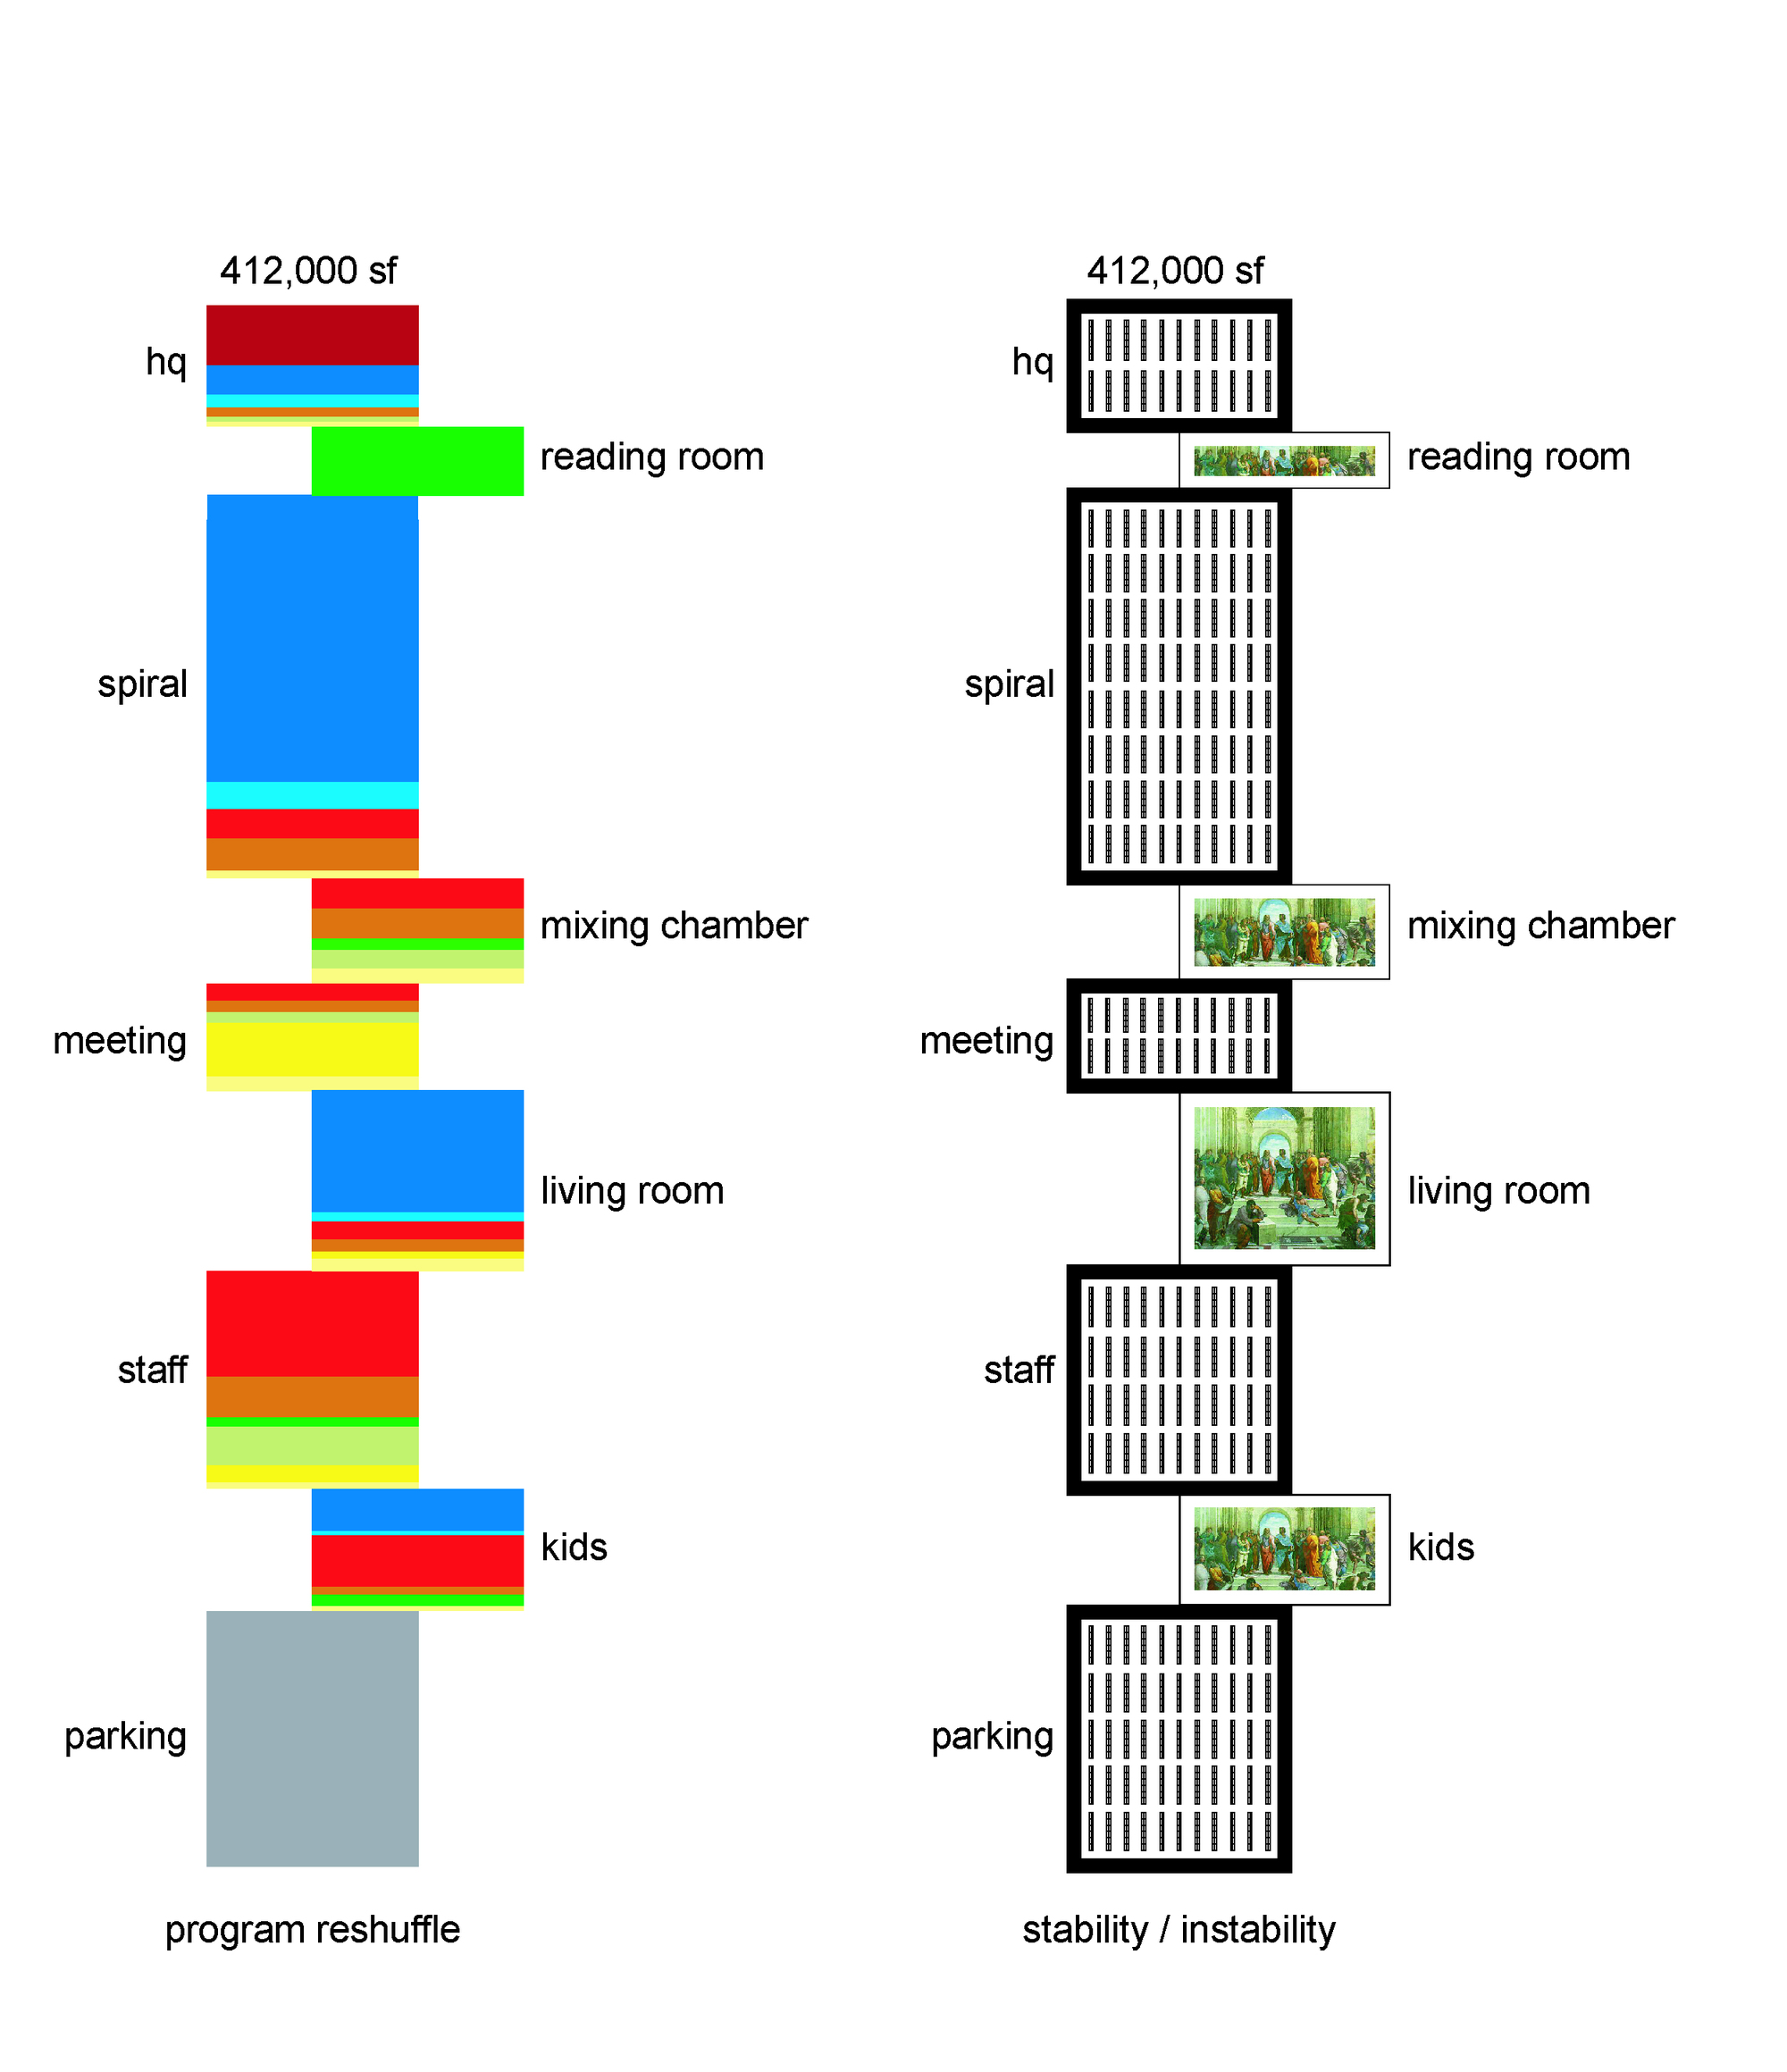 412,000 sf
hq
reading room
spiral
mixing chamber
meeting
living room
staff
kids
parking
program reshuffle
412,000 sf
hq
reading room
spiral
mixing chamber
meeting
living room
staff
kids
parking
stability / instability